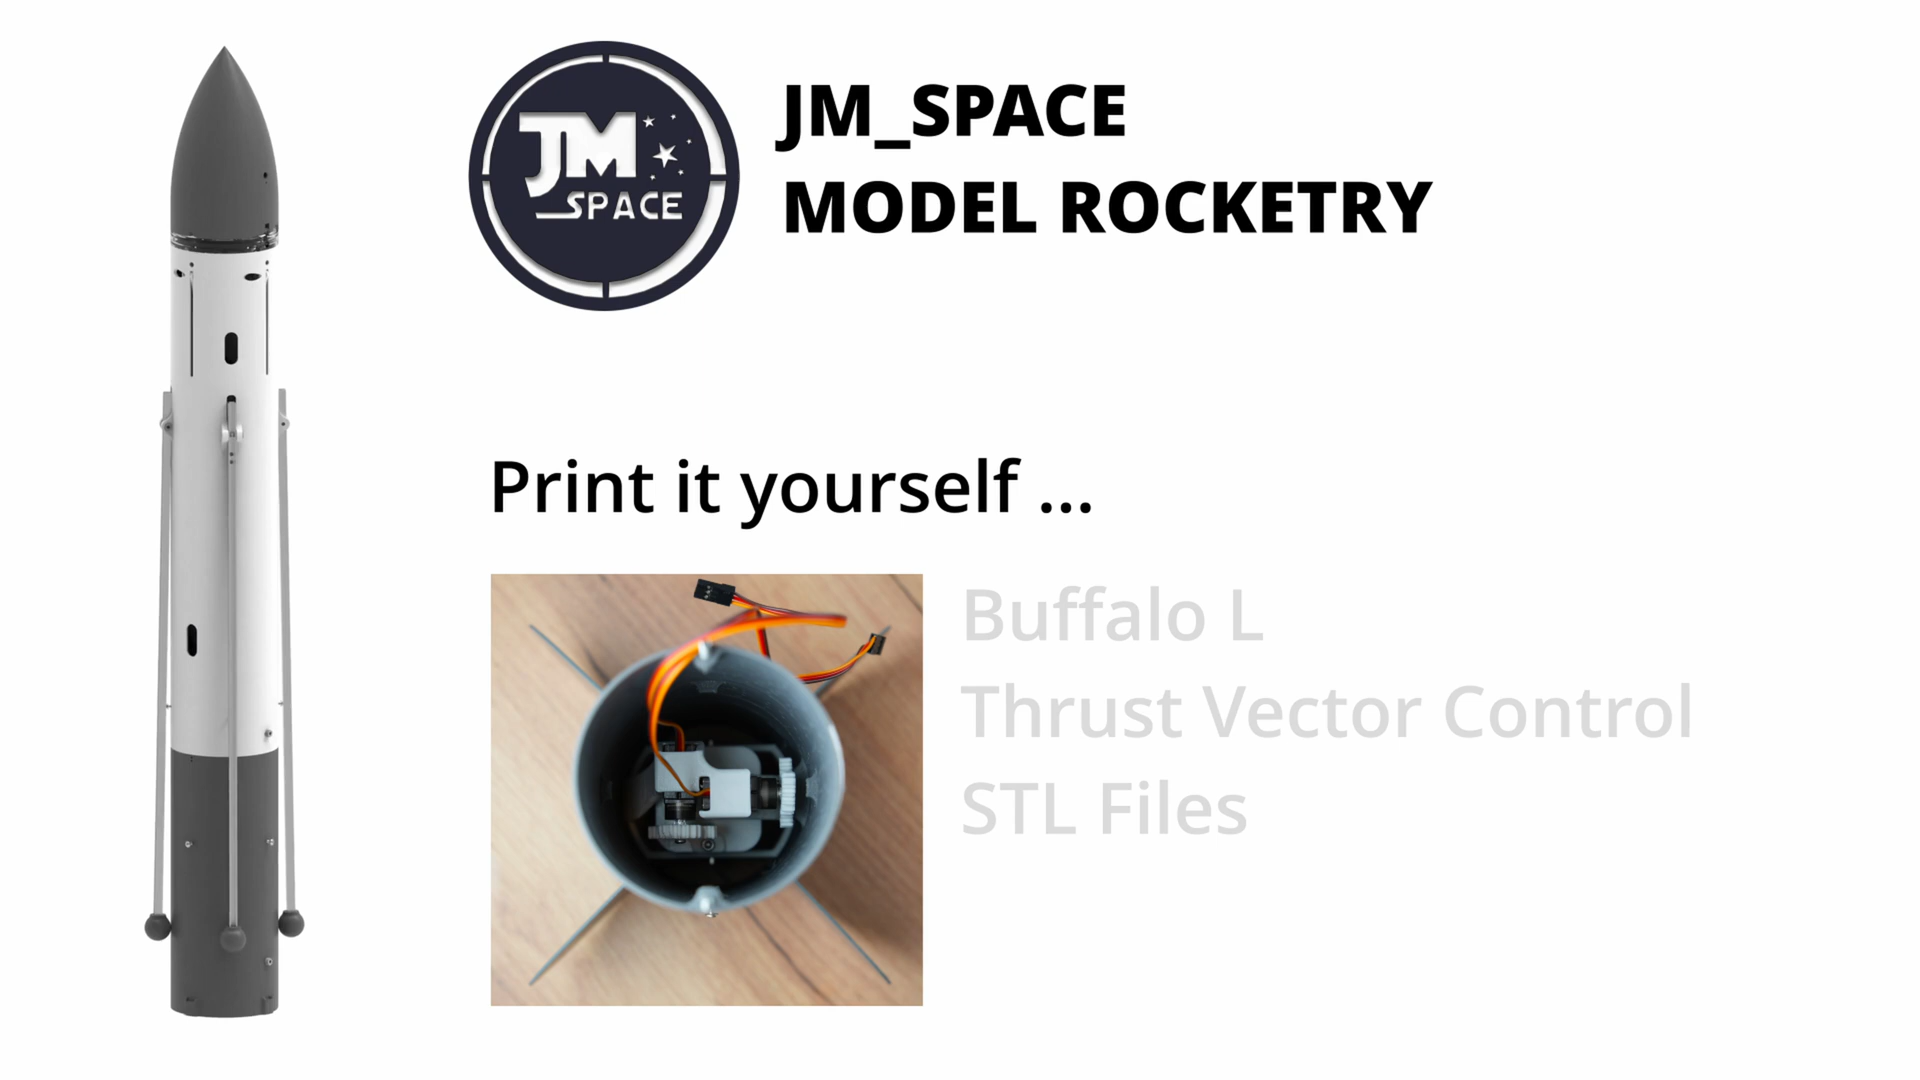 JM
SPACE
JM_SPACE
MODEL ROCKETRY
Print it yourself ...
Buffalo L
Thrust Vector Control
STL Files